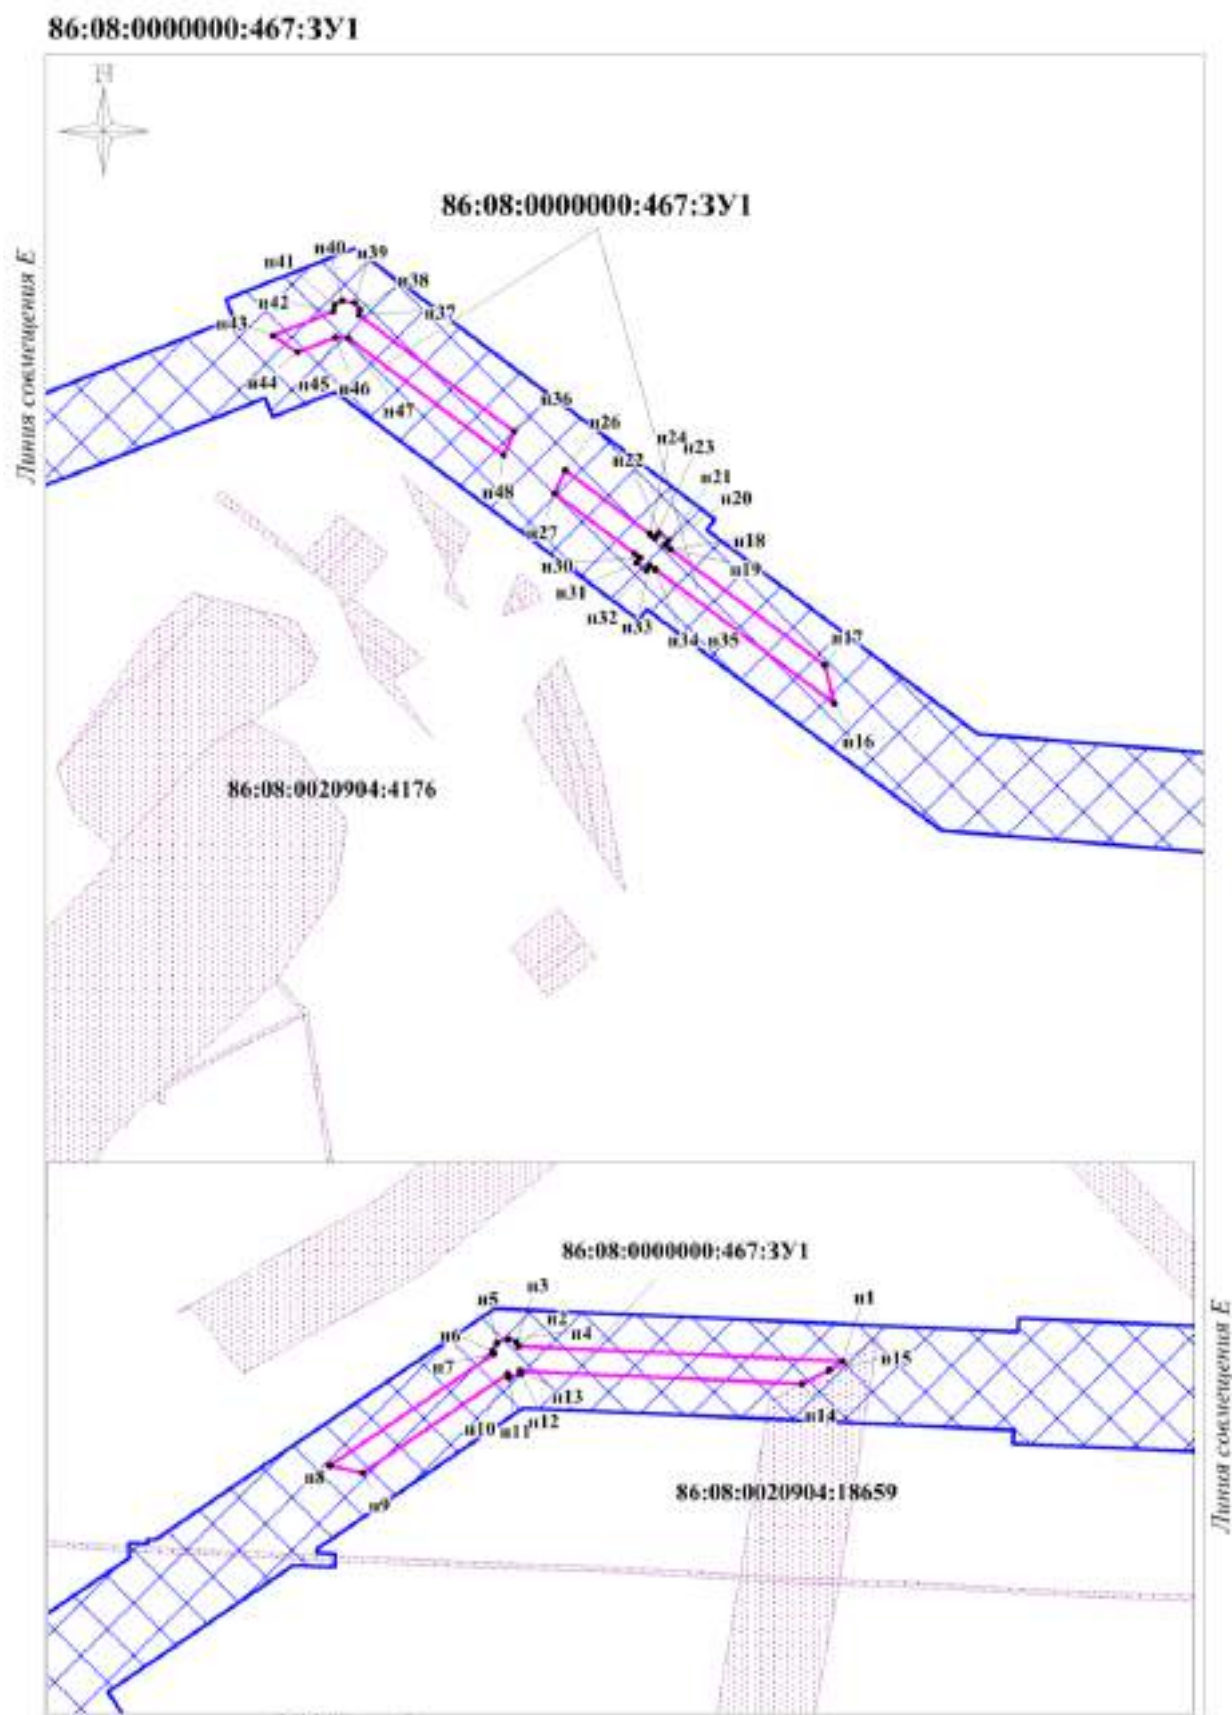 86:08:0000000:467:ЗУ1
86:08:0000000:467:ЗУ1
Линия совмещения Е
н41
н40
н39
н38
н37
н42
н43
н44
н45
н46
н47
н36
н26
н24
н23
н22
н21
н20
н48
н27
н18
н19
н30
н31
н32
н33
н34
н35
н17
н16
86:08:0020904:4176
86:08:0000000:467:ЗУ1
н3
н5
н1
н2
н4
н6
н7
н15
н13
н14
н10
н11
н12
н8
н9
86:08:0020904:18659
Линия совмещения Е